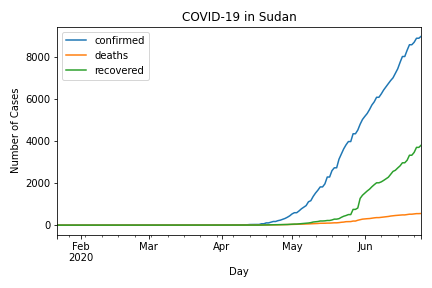 COVID-19 in Sudan
confirmed
deaths
recovered
Number of Cases
8000
6000
4000
2000
0
Feb
2020
Mar
Apr
May
Jun
Day